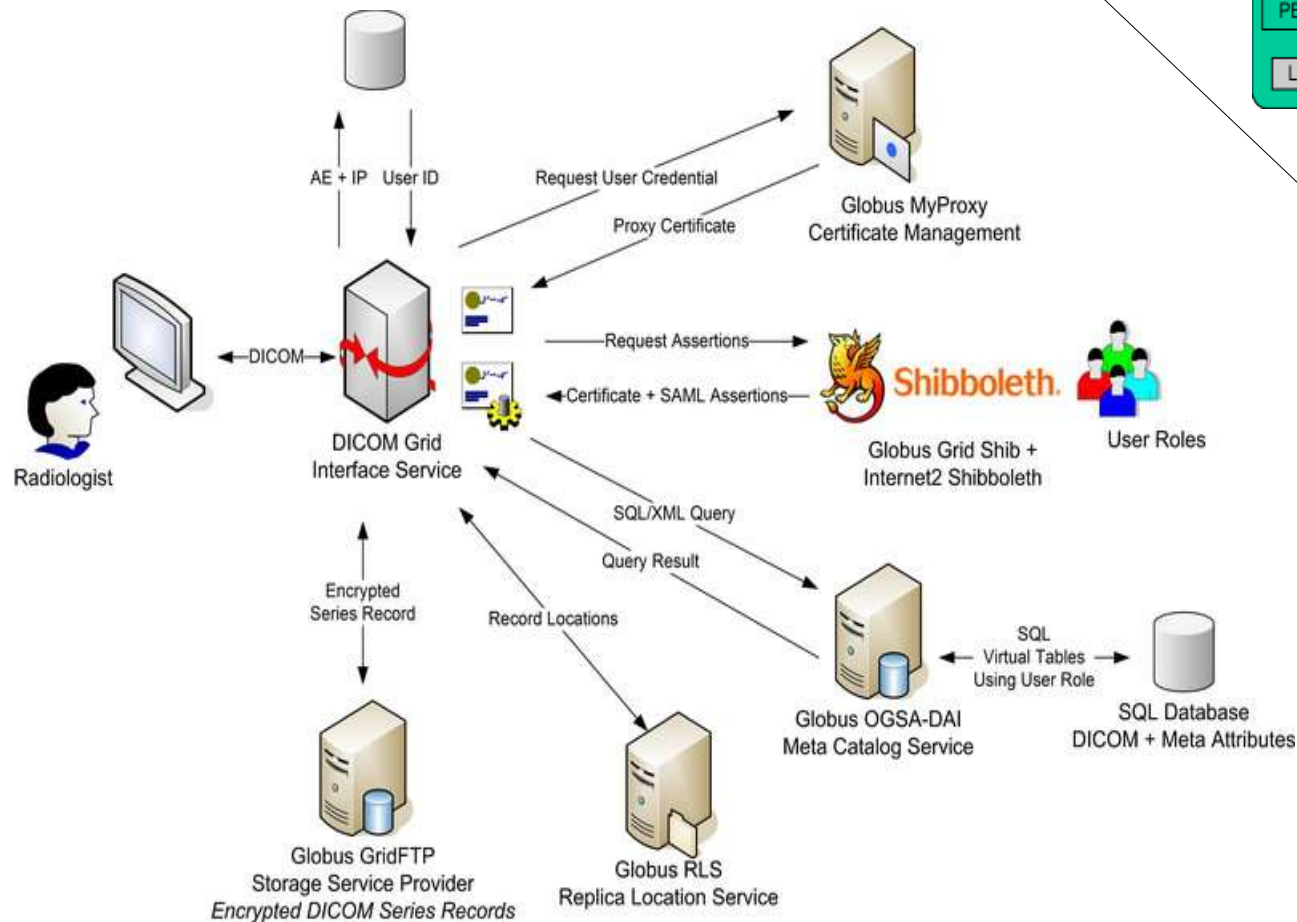 PE
L
AE + IP
User ID
Request User Credential
Proxy Certificate
Globus MyProxy
Certificate Management
DICOM
Request Assertions
Certificate + SAML Assertions
Shibboleth.
Globus Grid Shib +
Internet2 Shibboleth
User Roles
Radiologist
DICOM Grid
Interface Service
SQL/XML Query
Query Result
Encrypted
Series Record
Record Locations
SQL
Virtual Tables
Using User Role
Globus OGSA-DAI
Meta Catalog Service
SQL Database
DICOM + Meta Attributes
Globus GridFTP
Storage Service Provider
Encrypted DICOM Series Records
Globus RLS
Replica Location Service